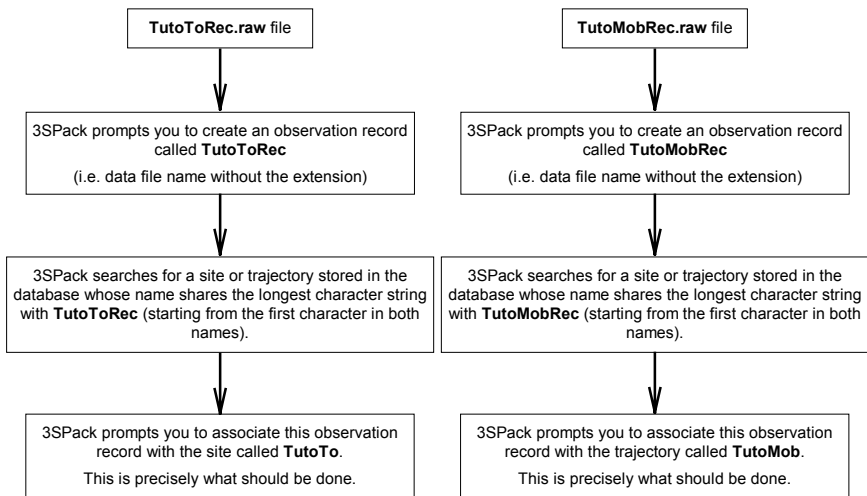 TutoToRec.raw file
3SPack prompts you to create an observation record
called TutoToRec
(i.e. data file name without the extension)
3SPack searches for a site or trajectory stored in the
database whose name shares the longest character string
with TutoToRec (starting from the first character in both
names).
3SPack prompts you to associate this observation
record with the site called TutoTo.
This is precisely what should be done.
TutoMobRec.raw file
3SPack prompts you to create an observation record
called TutoMobRec
(i.e. data file name without the extension)
3SPack searches for a site or trajectory stored in the
database whose name shares the longest character string
with TutoMobRec (starting from the first character in both
names).
3SPack prompts you to associate this observation
record with the trajectory called TutoMob.
This is precisely what should be done.